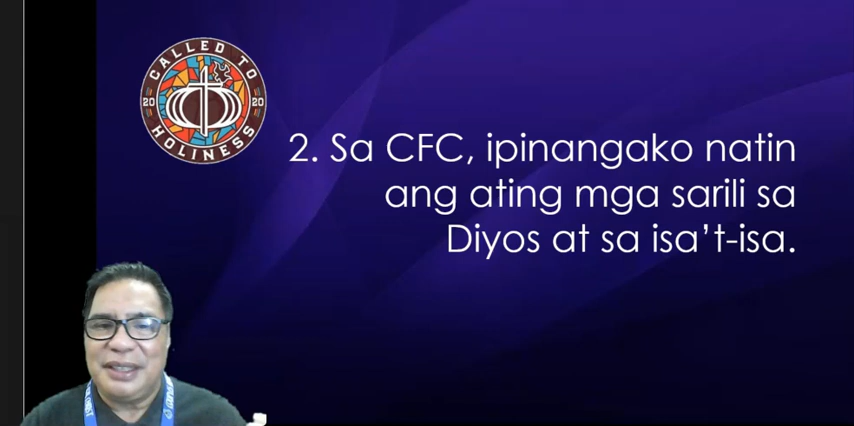 CALLED TO
20 20
HOLINESS
2. Sa CFC, ipinangako natin
ang ating mga sarili sa
Diyos at sa isa't-isa.